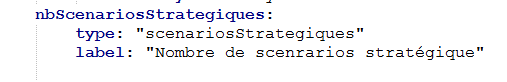 nbScenariosStrategiques:
type: "scenariosStrategiques"
label: "Nombre de scenrarios stratégique"